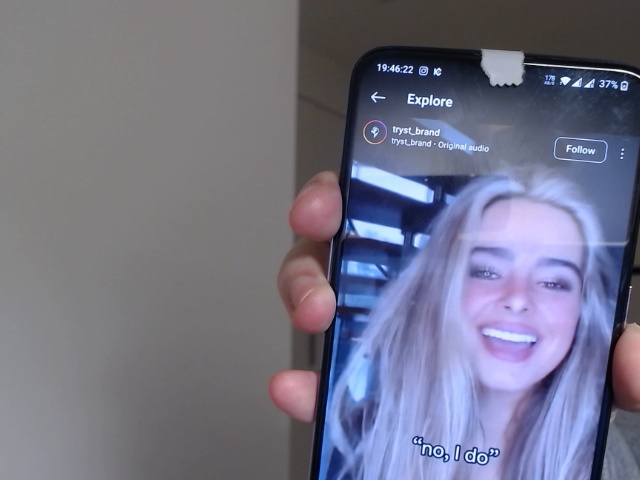 19:46:22
37%
Explore
tryst_brand
tryst_brand • Original audio
Follow
"no, I do"